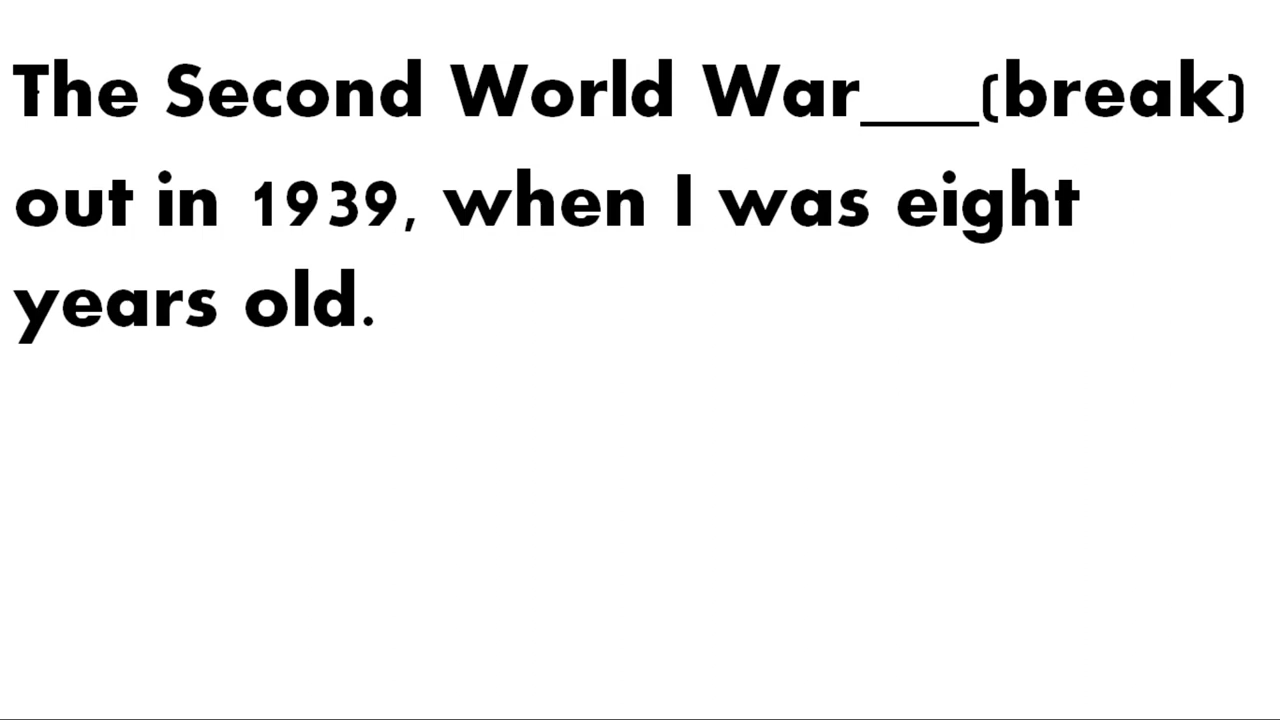 The Second World War___(break)
out in 1939, when I was eight
years old.